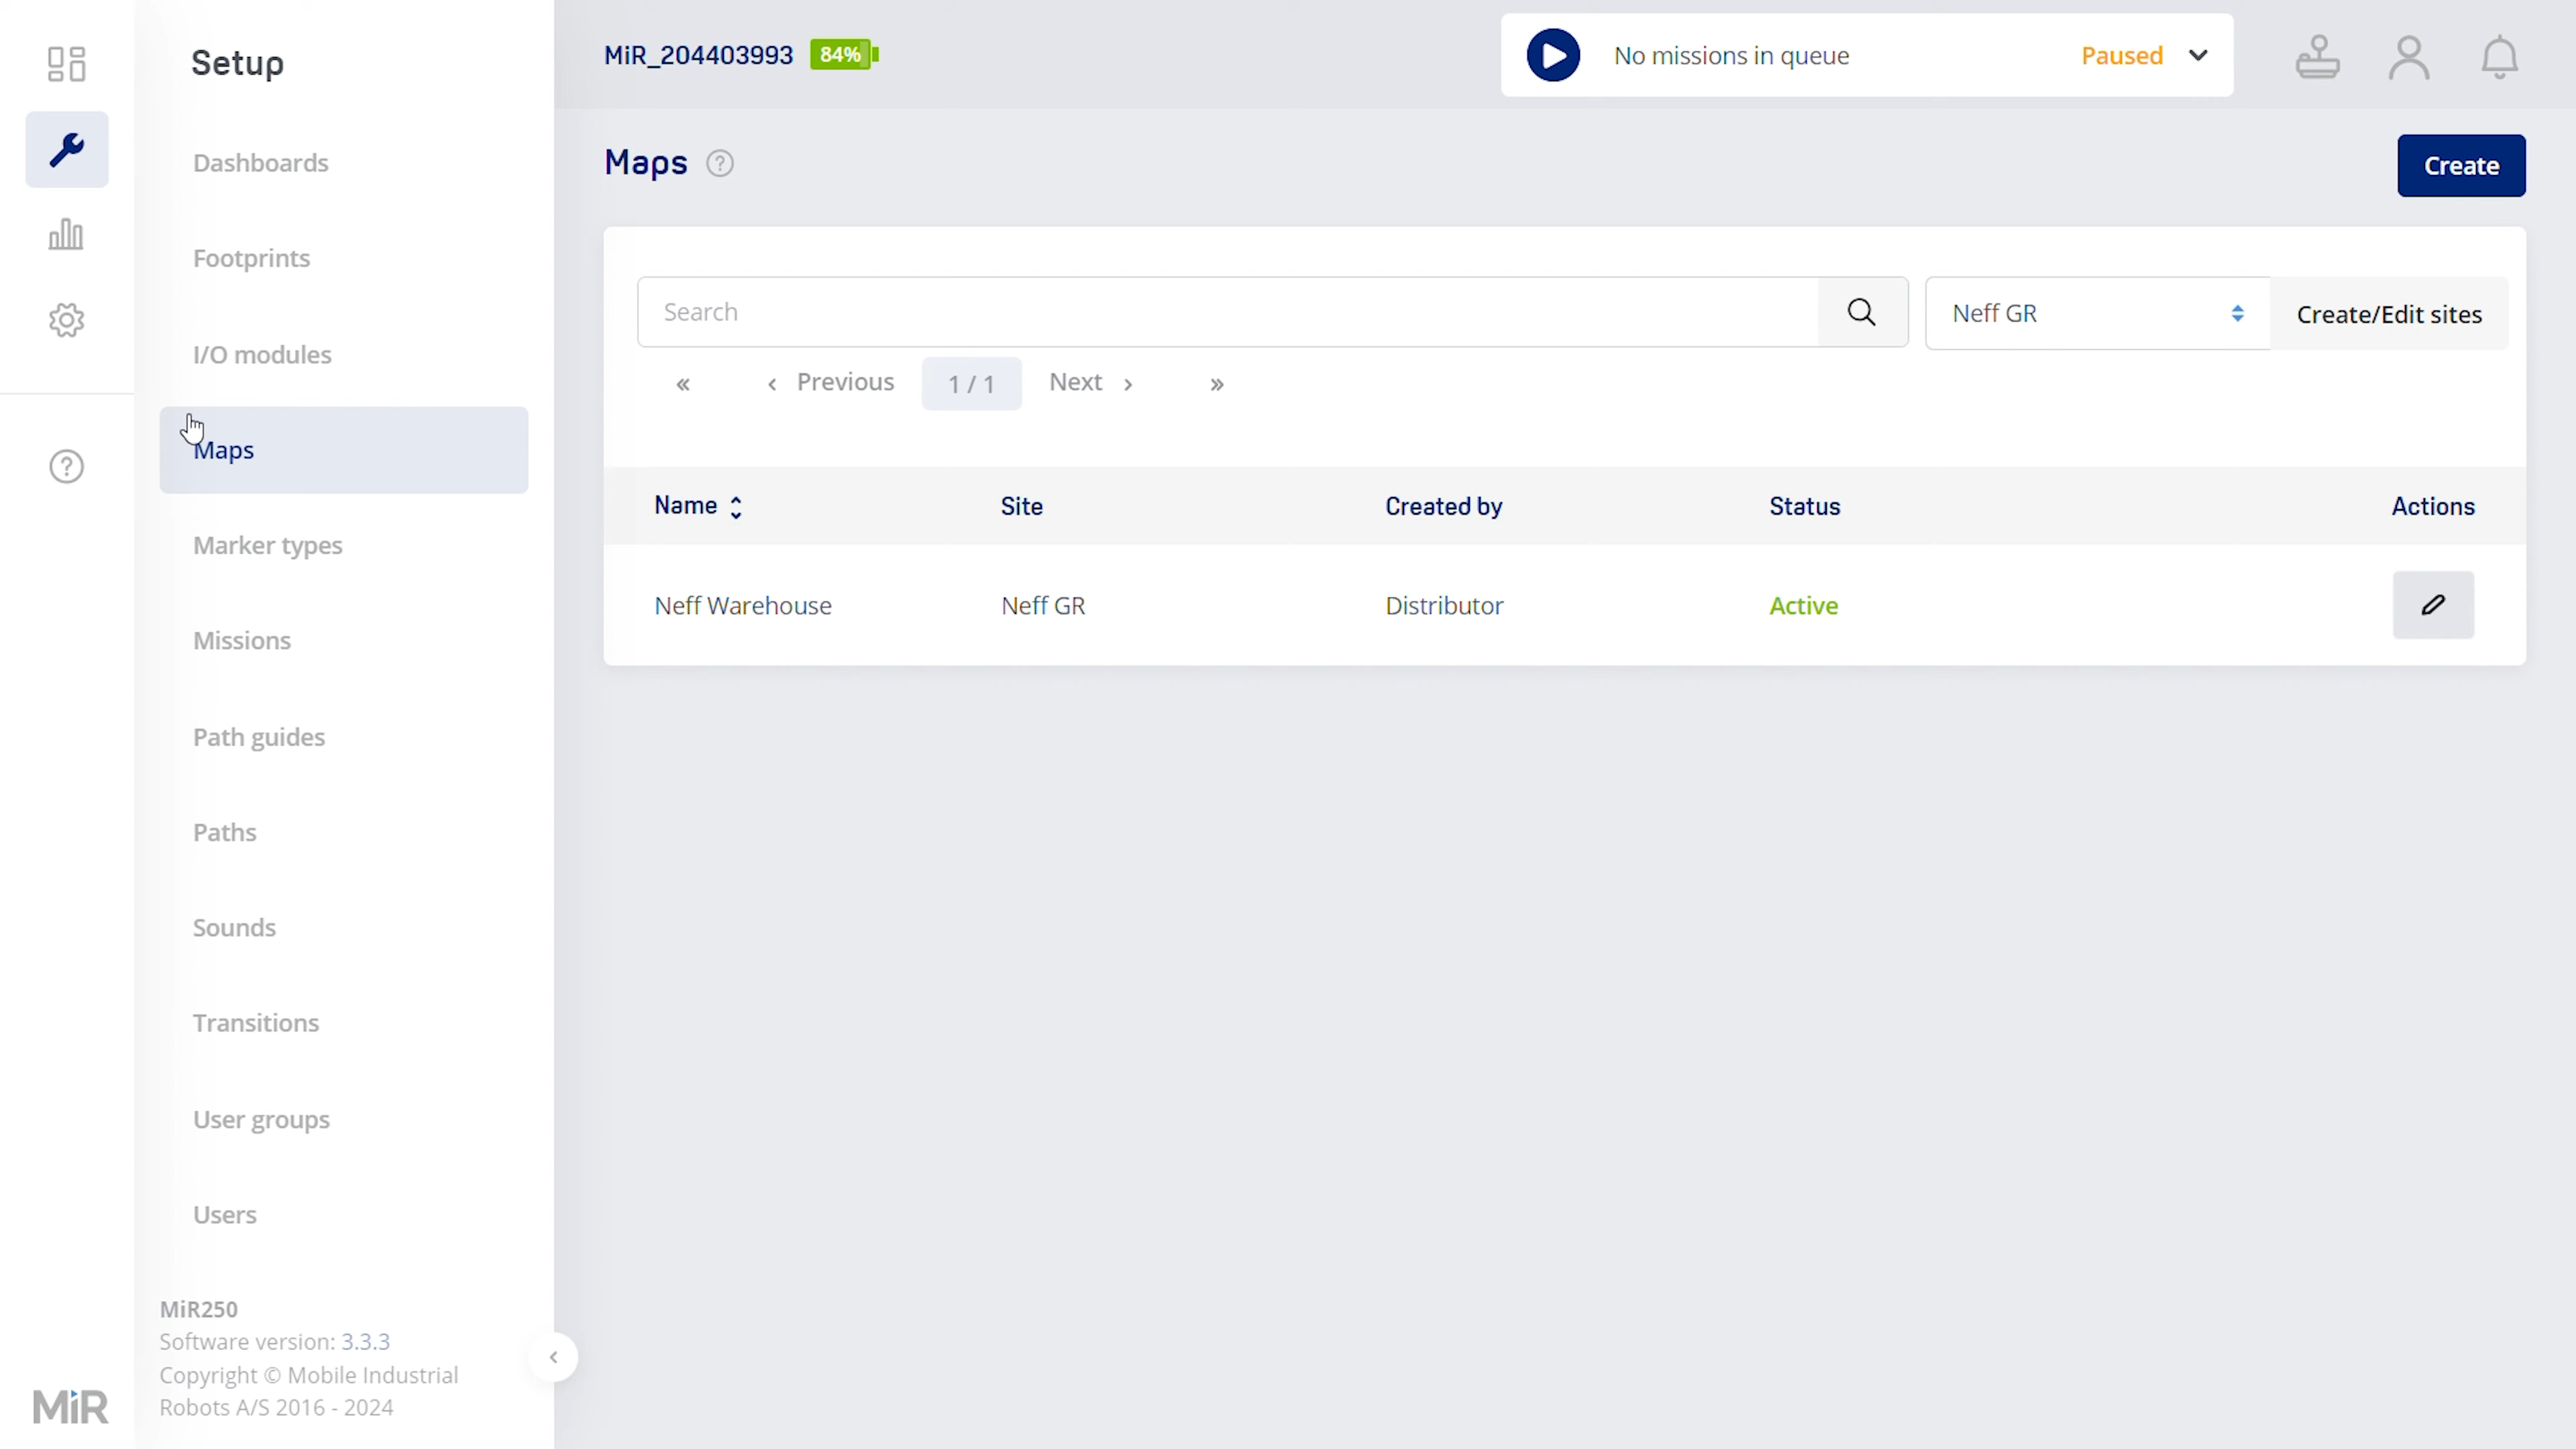 Setup
Dashboards
Footprints
I/O modules
Maps
Marker types
Missions
Path guides
Paths
Sounds
Transitions
User groups
Users
MiR250
Software version: 3.3.3
Copyright © Mobile Industrial
Robots A/S 2016 - 2024
MiR
MiR_204403993 84%
No missions in queue Paused
Maps
Create
Search
Neff GR
Create/Edit sites
« ‹ Previous 1 / 1 Next › »
Name Site Created by Status Actions
Neff Warehouse Neff GR Distributor Active